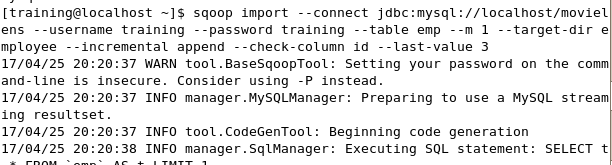 [training@localhost ~]$ sqoop import --connect jdbc:mysql://localhost/moviel
ens --username training --password training --table emp --m 1 --target-dir e
mployee --incremental append --check-column id --last-value 3
17/04/25 20:20:37 WARN tool.BaseSqoopTool: Setting your password on the comm
and-line is insecure. Consider using -P instead.
17/04/25 20:20:37 INFO manager.MySQLManager: Preparing to use a MySQL stream
ing resultset.
17/04/25 20:20:37 INFO tool.CodeGenTool: Beginning code generation
17/04/25 20:20:38 INFO manager.SqlManager: Executing SQL statement: SELECT t
.* FROM `emp` AS t LIMIT 1